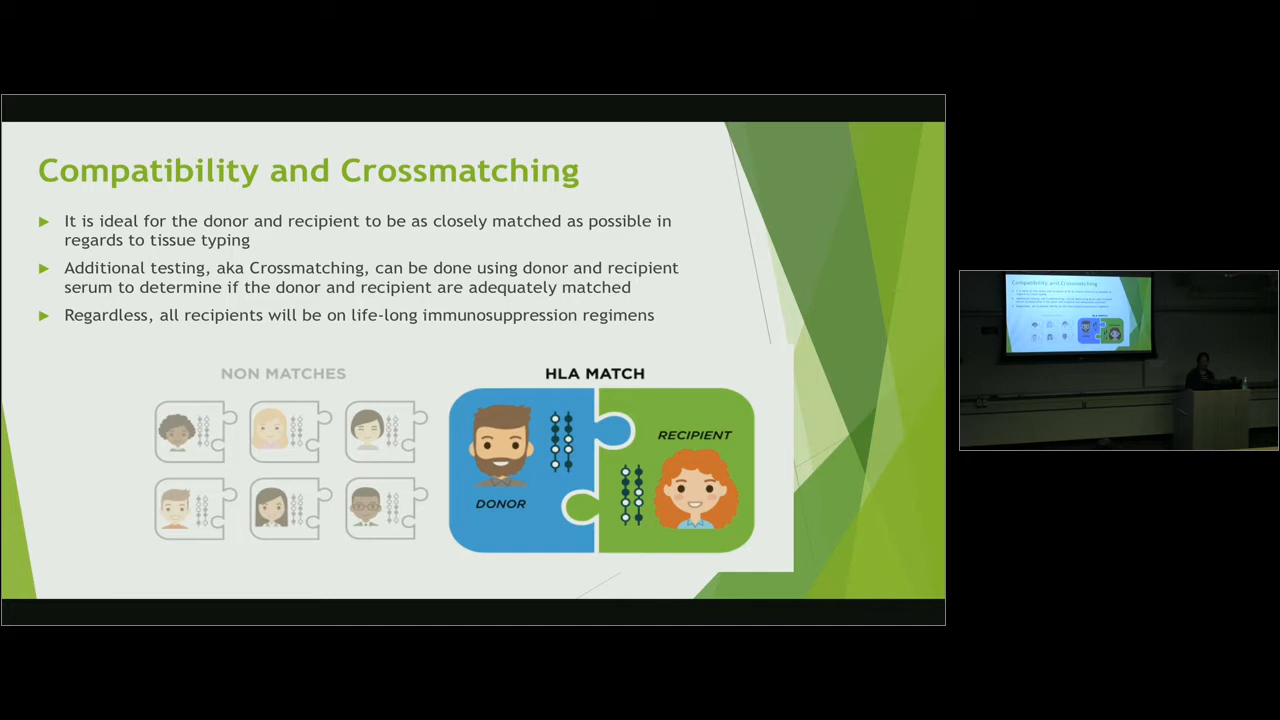 Compatibility and Crossmatching
It is ideal for the donor and recipient to be as closely matched as possible in
regards to tissue typing
Additional testing, aka Crossmatching, can be done using donor and recipient
serum to determine if the donor and recipient are adequately matched
Regardless, all recipients will be on life-long immunosuppression regimens
NON MATCHES
HLA MATCH
RECIPIENT
DONOR
Compatibility and Crossmatching